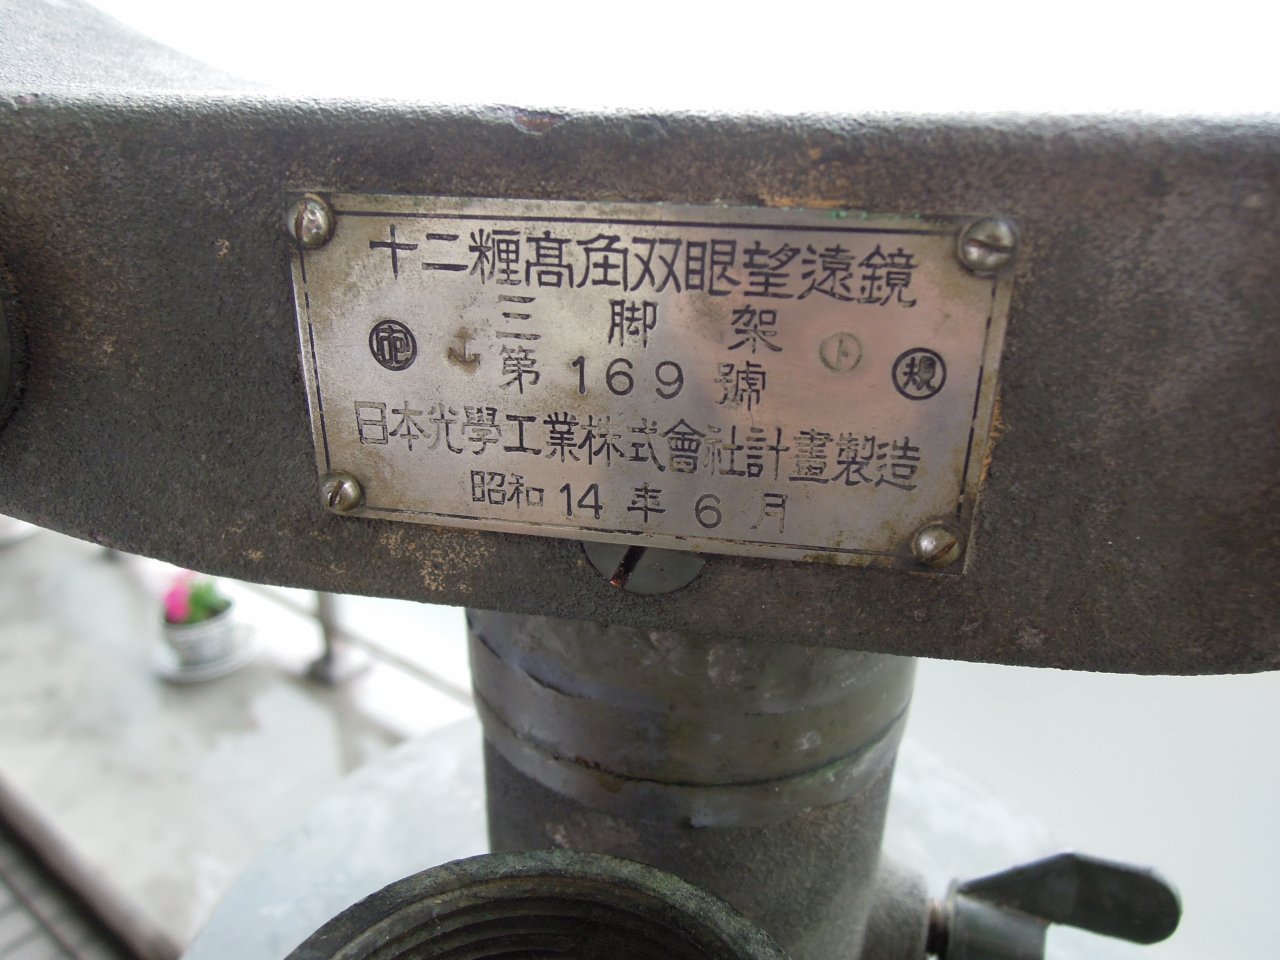 十二糎高角双眼望遠鏡
三脚架
第169號
日本光學工業株式會社計畫製造
昭和14年6月
ト
規